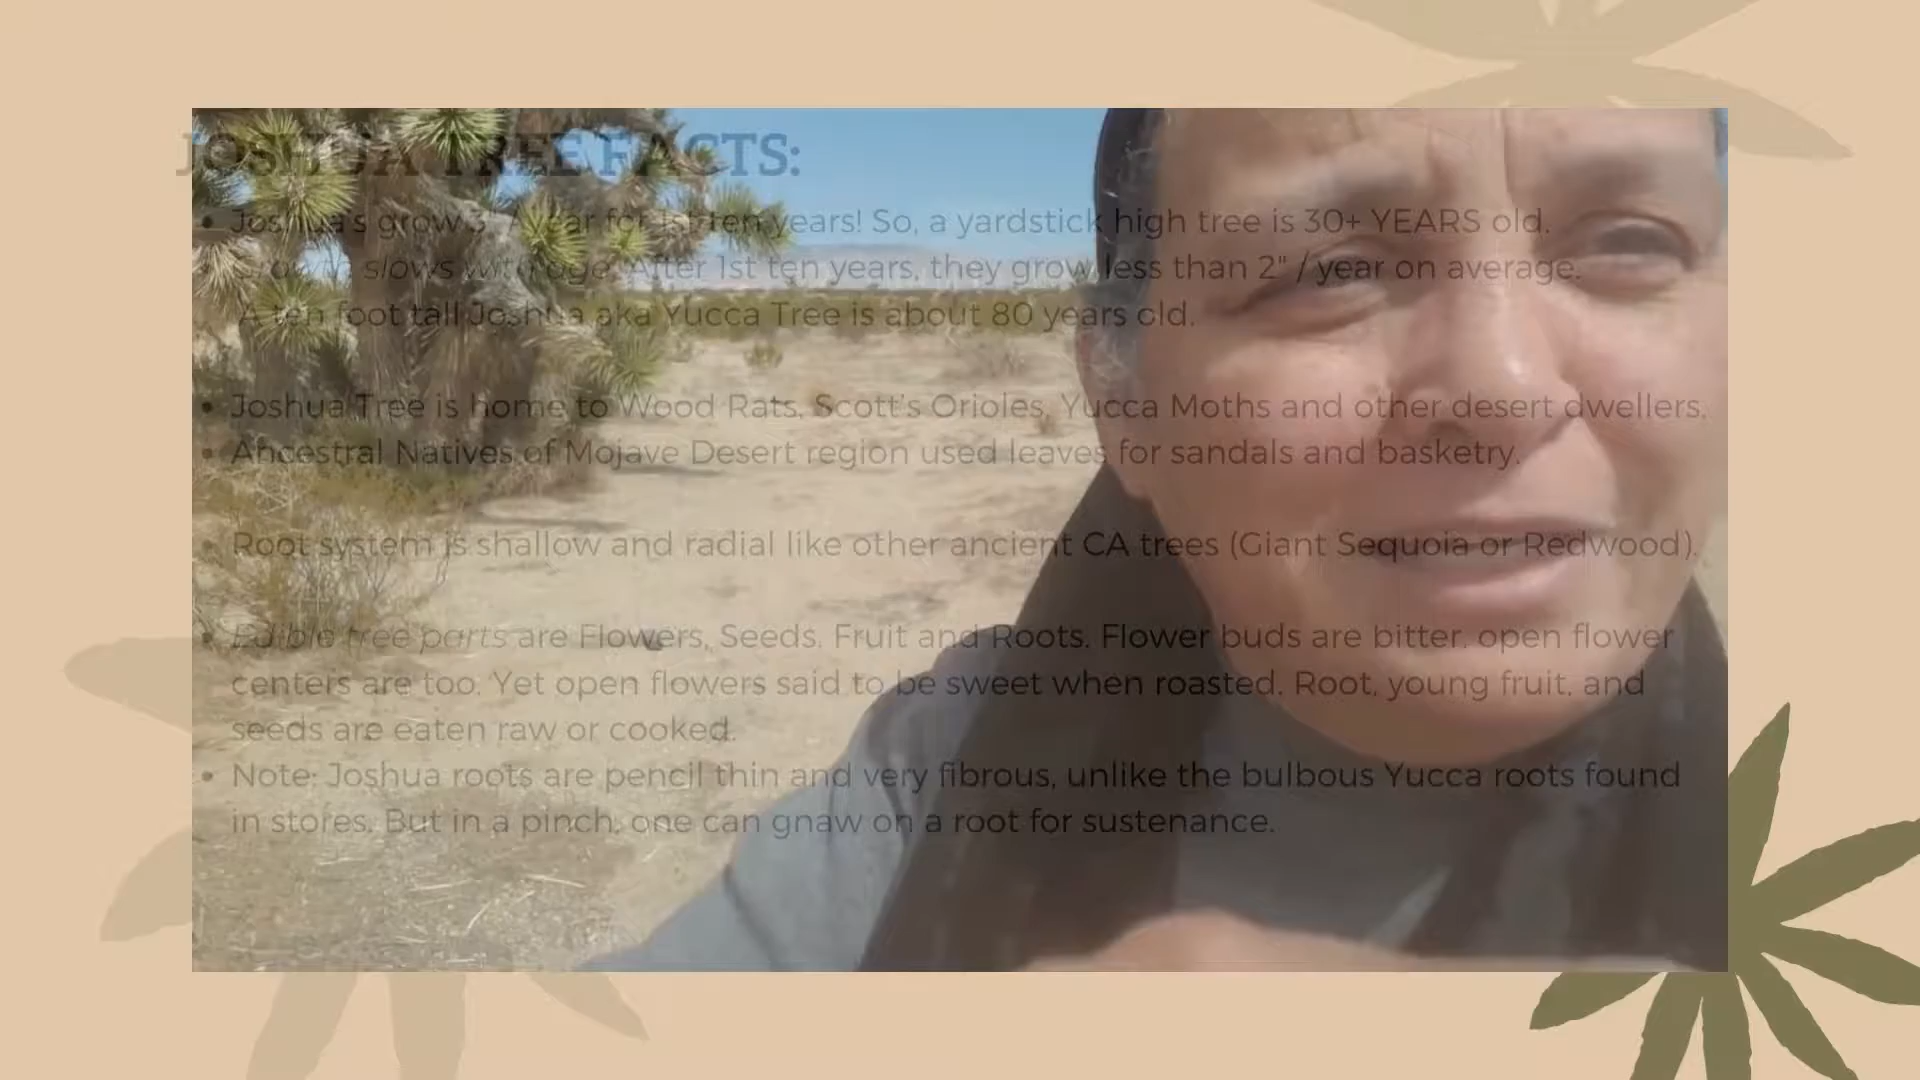 JOSHUA TREE FACTS:
• Joshua's grow 3" A year for 1st ten years! So, a yardstick high tree is 30+ YEARS old.
• Growth slows with age. After 1st ten years, they grow less than 2" / year on average.
A ten foot tall Joshua aka Yucca Tree is about 80 years old.
• Joshua Tree is home to Wood Rats, Scott's Orioles, Yucca Moths and other desert dwellers.
• Ancestral Natives of Mojave Desert region used leaves for sandals and basketry.
• Root system is shallow and radial like other ancient CA trees (Giant Sequoia or Redwood).
• Edible tree parts are Flowers, Seeds, Fruit and Roots. Flower buds are bitter, open flower
centers are too. Yet open flowers said to be sweet when roasted. Root, young fruit, and
seeds are eaten raw or cooked.
• Note: Joshua roots are pencil thin and very fibrous, unlike the bulbous Yucca roots found
in stores. But in a pinch, one can gnaw on a root for sustenance.